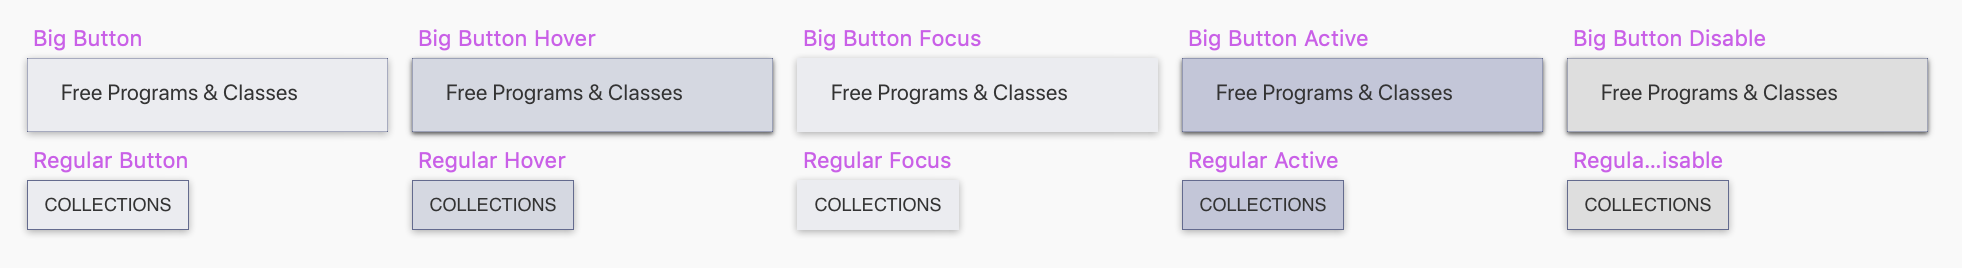 Big Button
Big Button Hover
Big Button Focus
Big Button Active
Big Button Disable
Free Programs & Classes
Free Programs & Classes
Free Programs & Classes
Free Programs & Classes
Free Programs & Classes
Regular Button
Regular Hover
Regular Focus
Regular Active
Regula...isable
COLLECTIONS
COLLECTIONS
COLLECTIONS
COLLECTIONS
COLLECTIONS